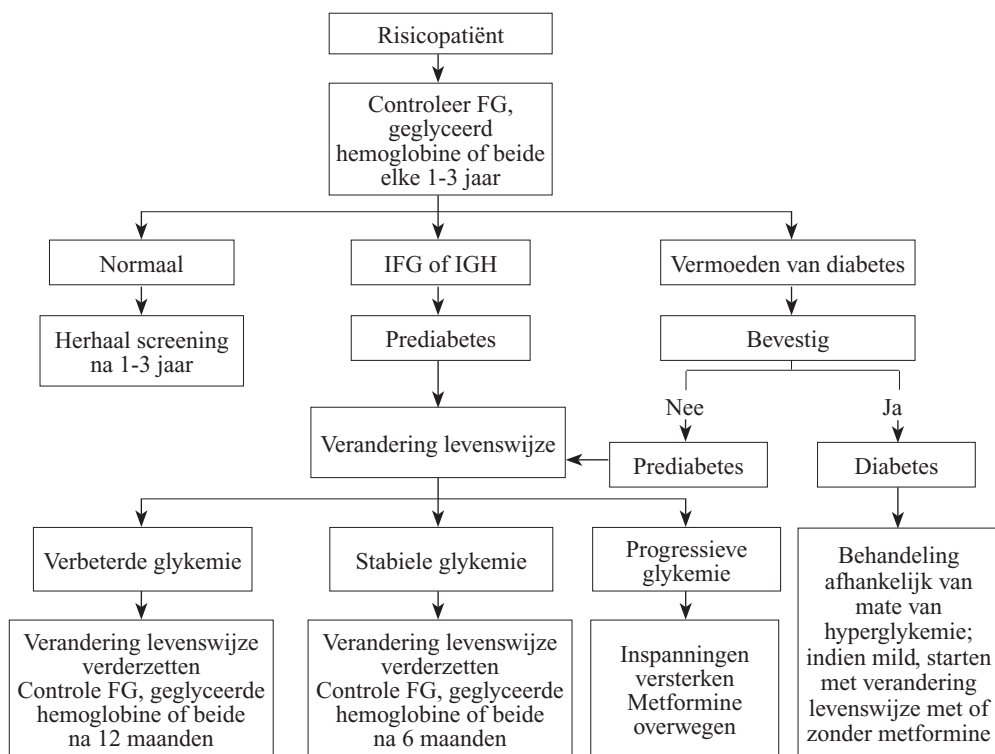 Risicopatiënt
Controleer FG,
geglyceerd
hemoglobine of beide
elke 1-3 jaar
Normaal
IFG of IGH
Vermoeden van diabetes
Herhaal screening
na 1-3 jaar
Prediabetes
Bevestig
Nee
Ja
Verandering levenswijze
Prediabetes
Diabetes
Verbeterde glykemie
Stabiele glykemie
Progressieve
glykemie
Behandeling
afhankelijk van
mate van
hyperglykemie;
indien mild, starten
met verandering
levenswijze met of
zonder metformine
Verandering levenswijze
verderzetten
Controle FG, geglyceerde
hemoglobine of beide
na 12 maanden
Verandering levenswijze
verderzetten
Controle FG, geglyceerde
hemoglobine of beide
na 6 maanden
Inspanningen
versterken
Metformine
overwegen